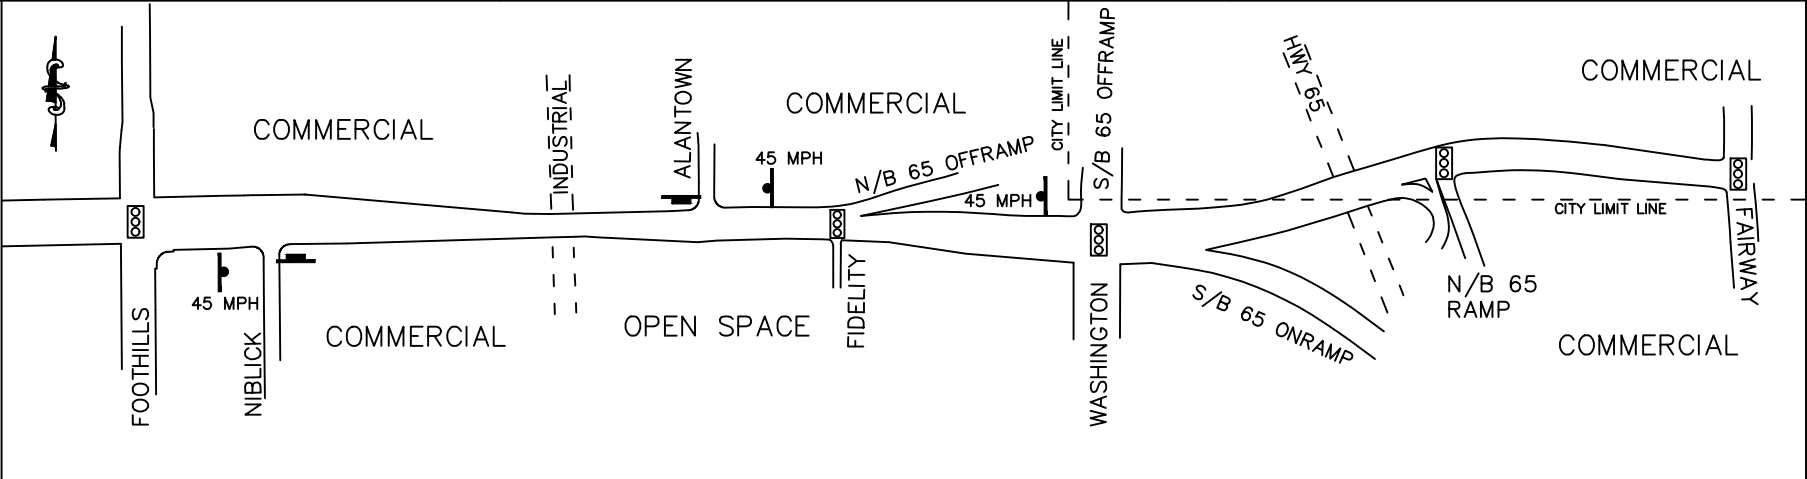 COMMERCIAL
INDUSTRIAL
ALANTOWN
COMMERCIAL
45 MPH
N/B 65 OFFRAMP
45 MPH
CITY LIMIT LINE
S/B 65 OFFRAMP
HWY 65
COMMERCIAL
CITY LIMIT LINE
FAIRWAY
45 MPH
FOOTHILLS
NIBLICK
COMMERCIAL
OPEN SPACE
FIDELITY
WASHINGTON
S/B 65 ONRAMP
N/B 65
RAMP
COMMERCIAL